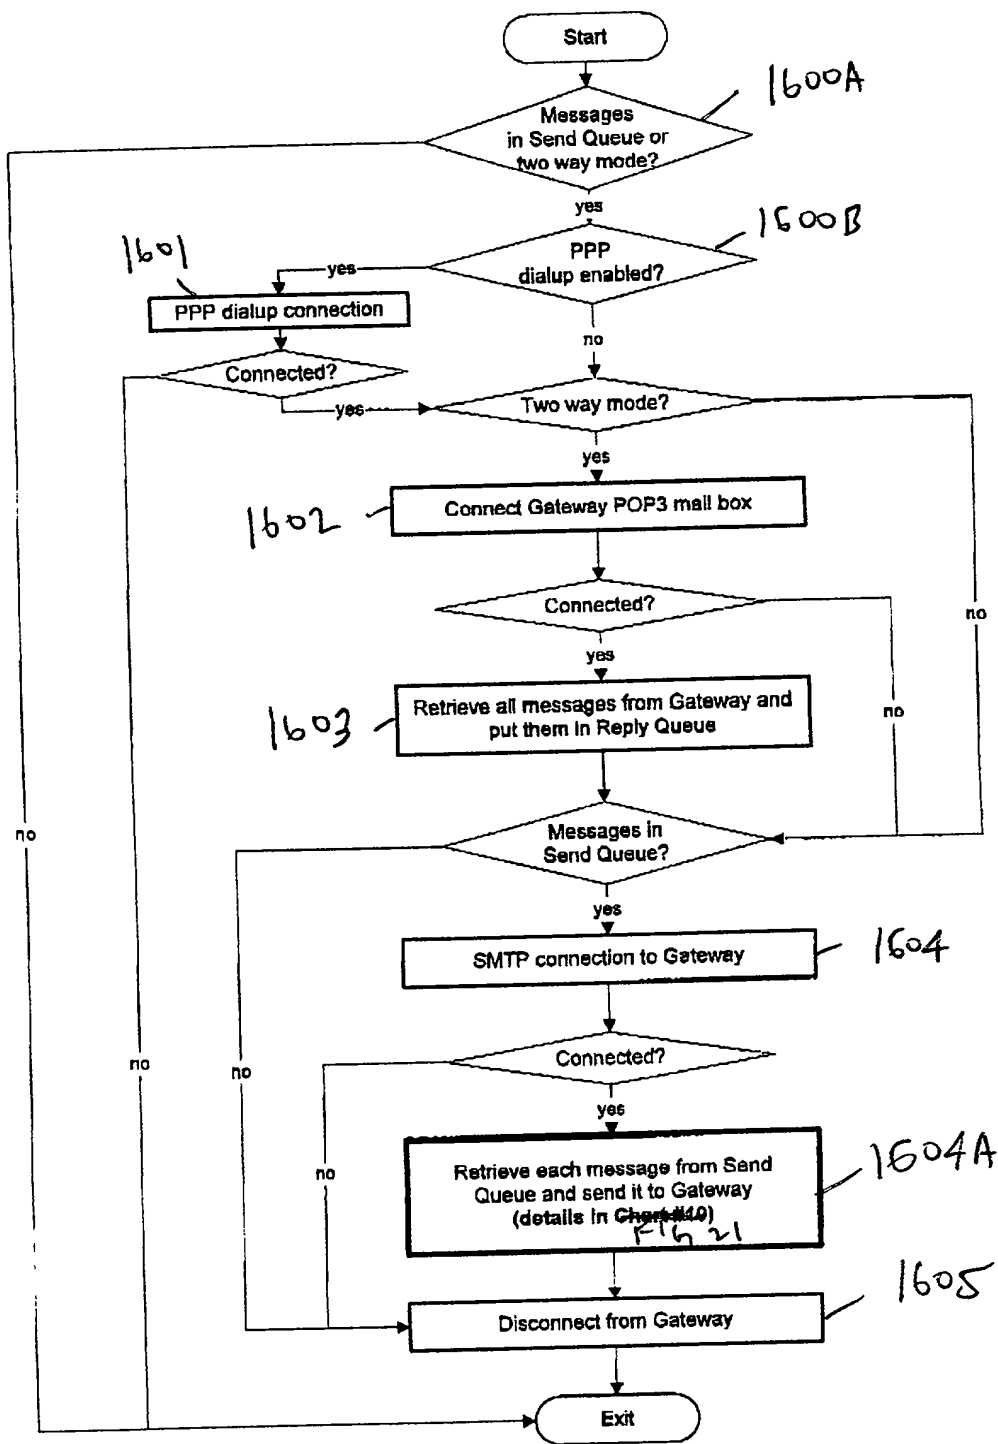 Start
1600A
Messages
in Send Queue or
two way mode?
yes
1600B
PPP
dialup enabled?
1601
yes
PPP dialup connection
no
Connected?
yes
Two way mode?
yes
1602
Connect Gateway POP3 mail box
Connected?
no
yes
1603
Retrieve all messages from Gateway and
put them in Reply Queue
no
no
Messages in
Send Queue?
yes
SMTP connection to Gateway
1604
Connected?
no
no
yes
no
Retrieve each message from Send
Queue and send it to Gateway
(details in Chart #10)
FIG 21
1604A
1605
Disconnect from Gateway
Exit